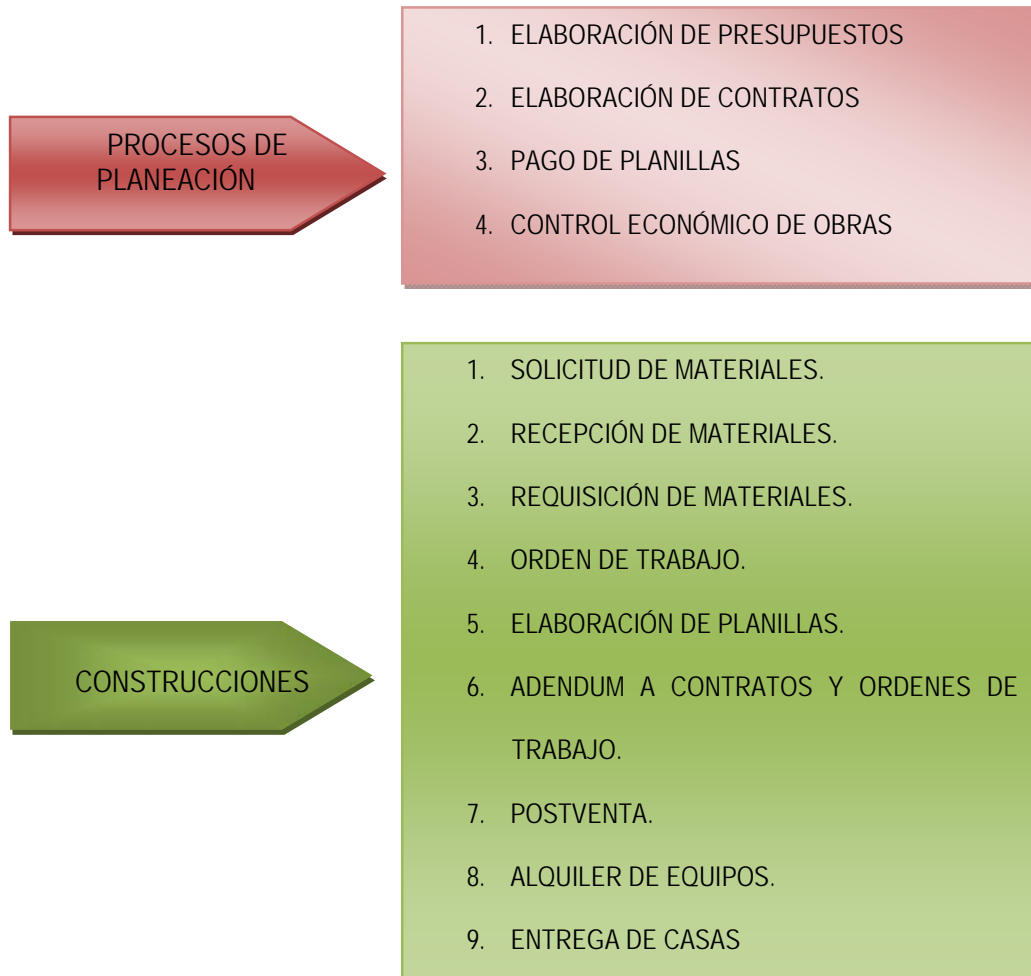 PROCESOS DE
PLANEACIÓN
1. ELABORACIÓN DE PRESUPUESTOS
2. ELABORACIÓN DE CONTRATOS
3. PAGO DE PLANILLAS
4. CONTROL ECONÓMICO DE OBRAS
CONSTRUCCIONES
1. SOLICITUD DE MATERIALES.
2. RECEPCIÓN DE MATERIALES.
3. REQUISICIÓN DE MATERIALES.
4. ORDEN DE TRABAJO.
5. ELABORACIÓN DE PLANILLAS.
6. ADENDUM A CONTRATOS Y ORDENES DE
TRABAJO.
7. POSTVENTA.
8. ALQUILER DE EQUIPOS.
9. ENTREGA DE CASAS